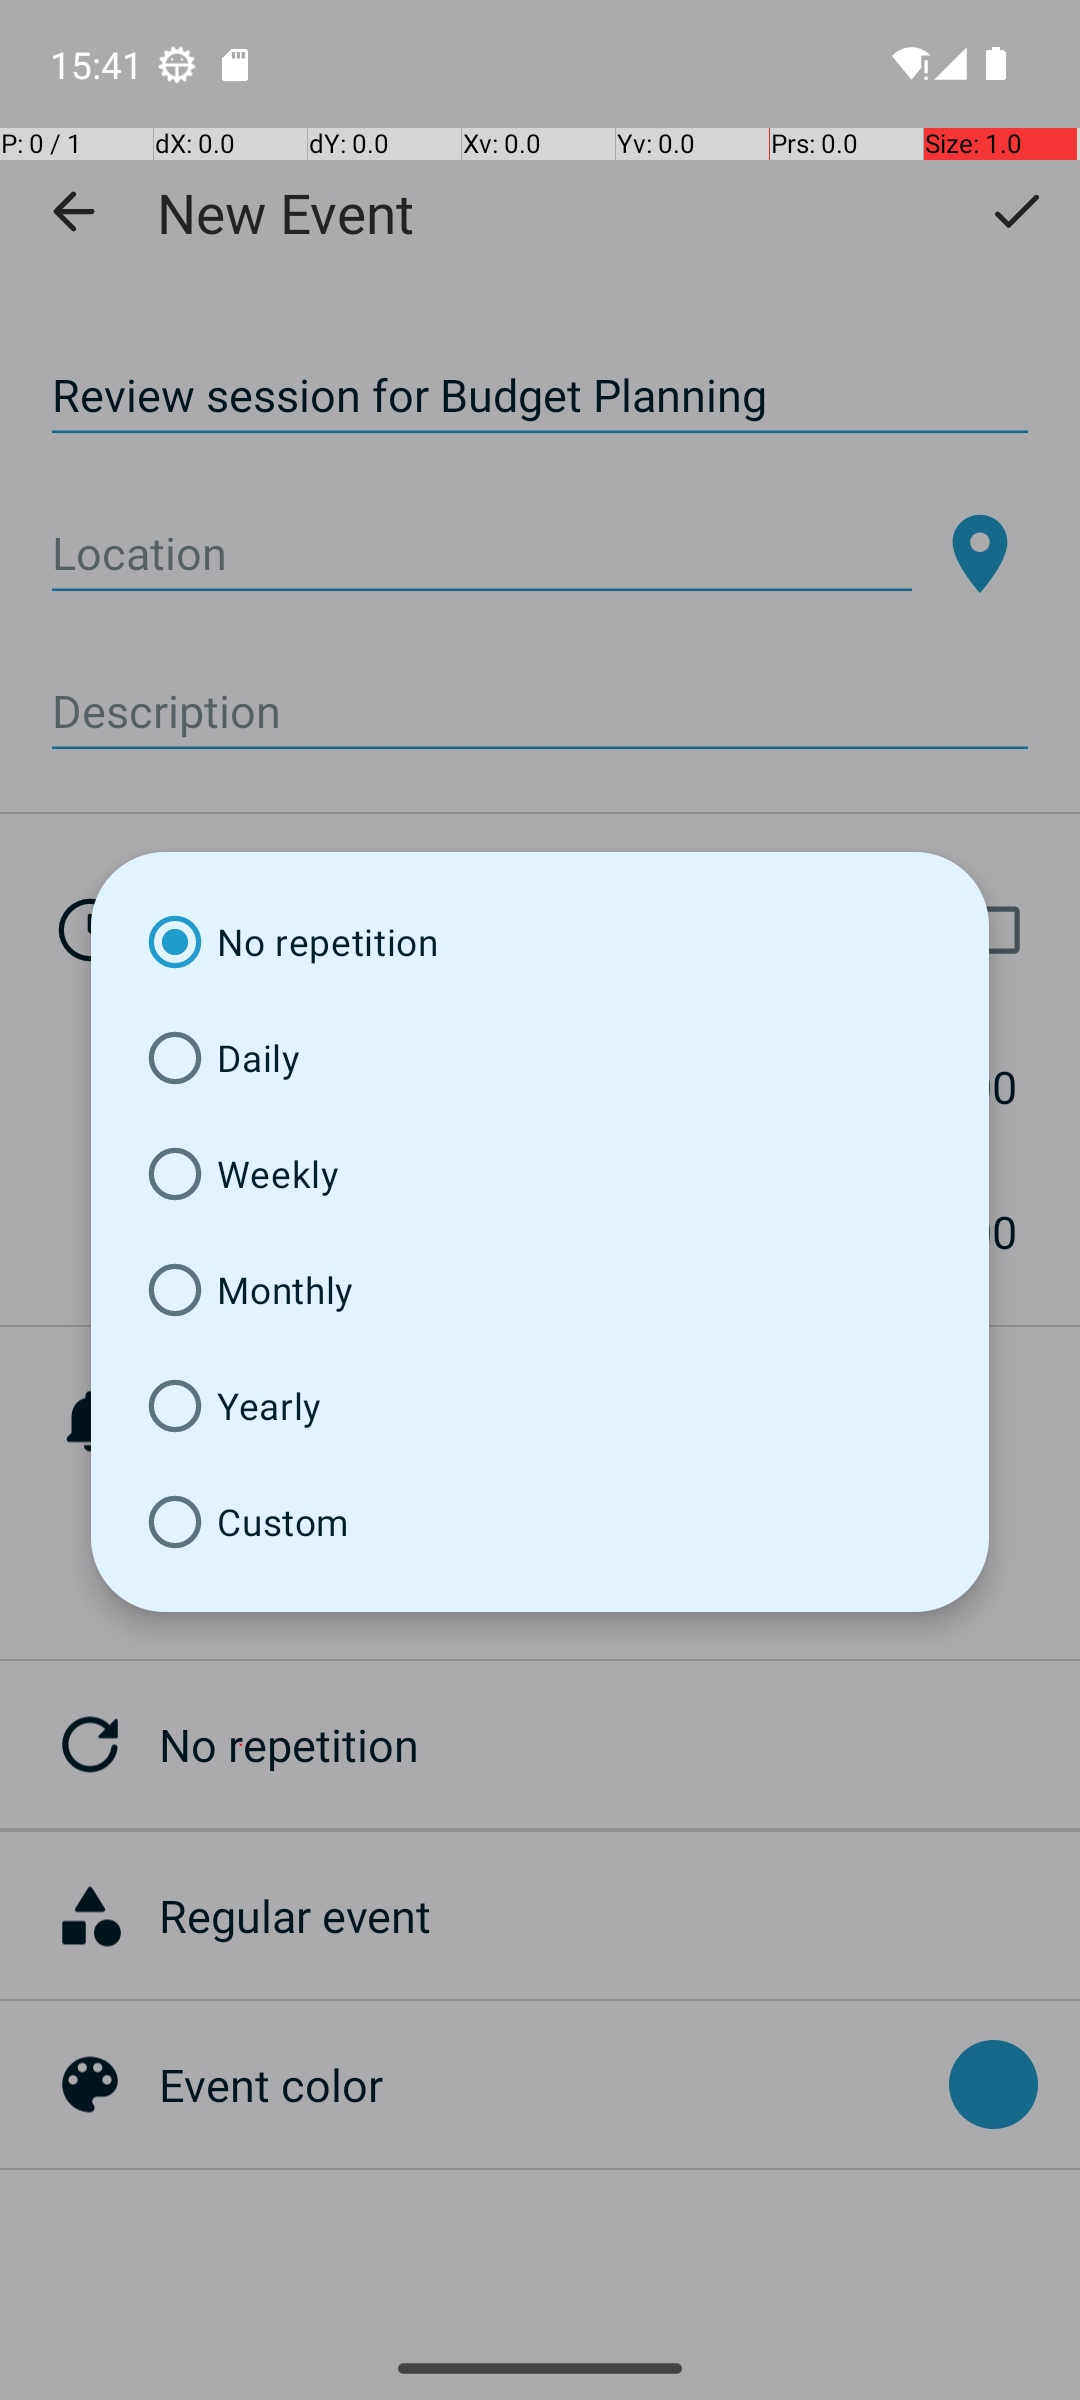 15:41
P: 0 / 1 dX: 0.0 dY: 0.0 Xv: 0.0 Yv: 0.0 Prs: 0.0 Size: 1.0
New Event
Review session for Budget Planning
Location
Description
No repetition
Daily
00
Weekly
00
Monthly
Yearly
Custom
No repetition
Regular event
Event color